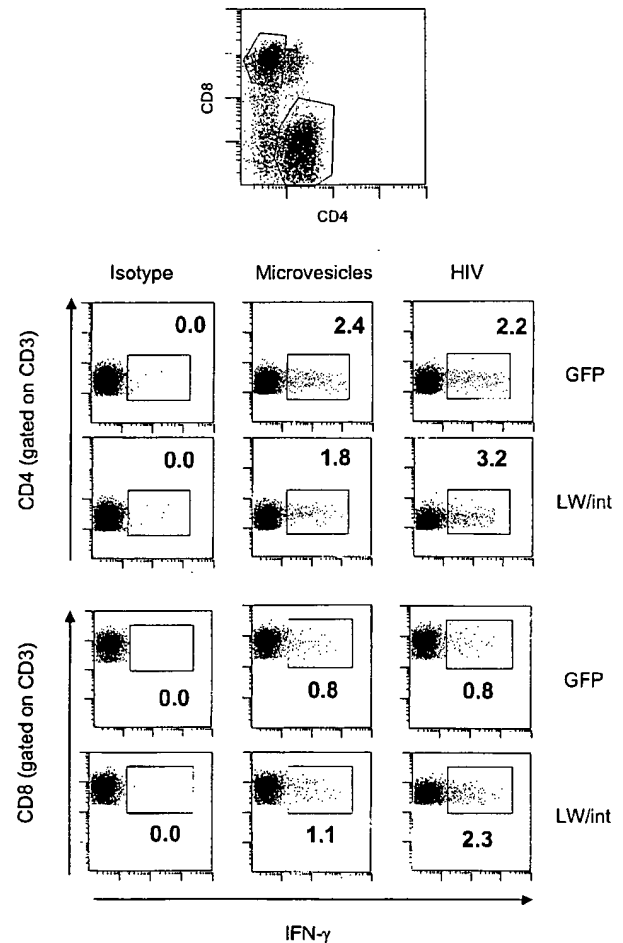 CD8
CD4
Isotype Microvesicles HIV
CD4 (gated on CD3)
0.0 2.4 2.2 GFP
0.0 1.8 3.2 LW/int
CD8 (gated on CD3)
0.0 0.8 0.8 GFP
0.0 1.1 2.3 LW/int
IFN-γ